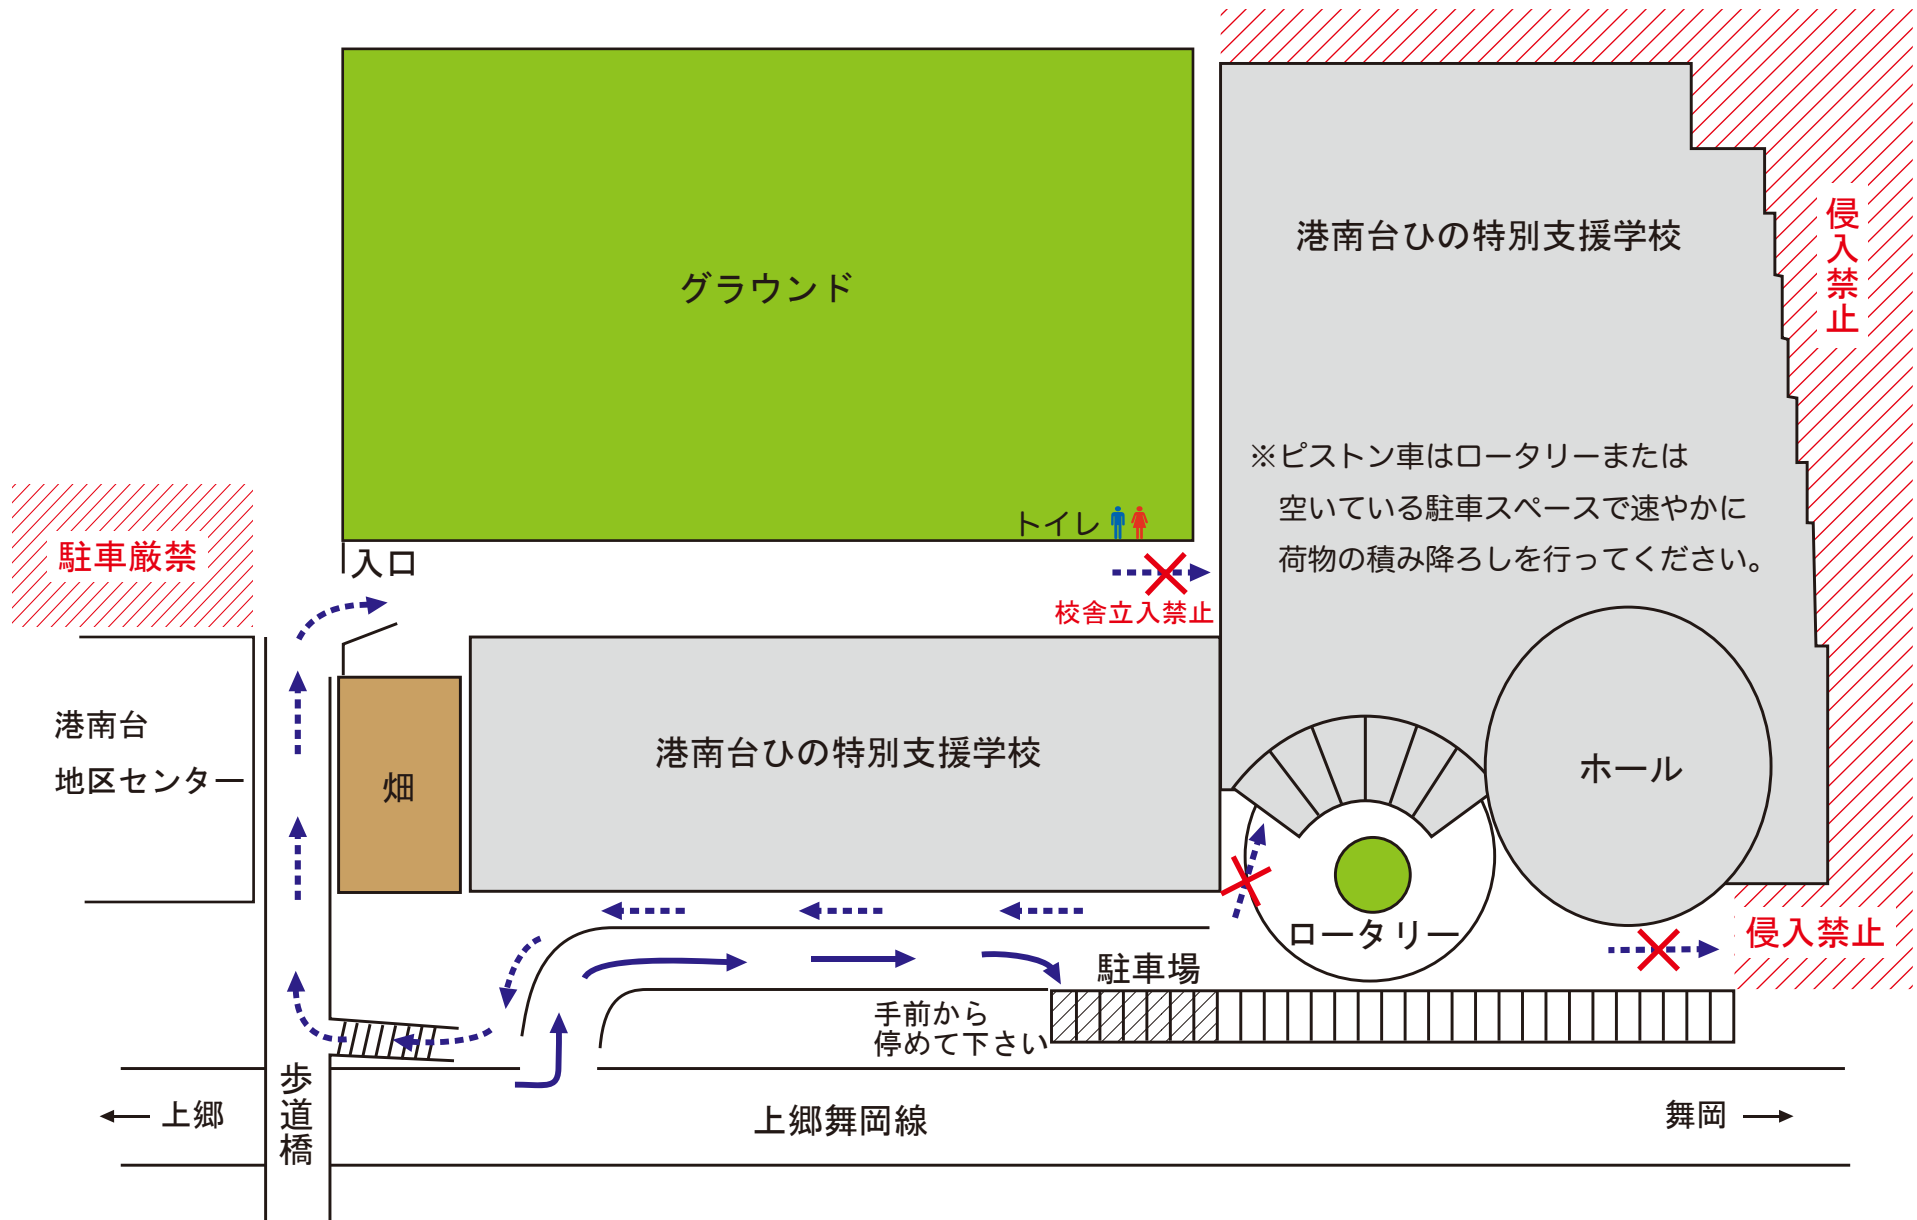 グラウンド
港南台ひの特別支援学校
侵入禁止
※ピストン車はロータリーまたは
空いている駐車スペースで速やかに
荷物の積み降ろしを行ってください。
トイレ
駐車厳禁
入口
校舎立入禁止
港南台
地区センター
畑
港南台ひの特別支援学校
ホール
ロータリー
侵入禁止
駐車場
手前から
停めて下さい
歩道橋
上郷
上郷舞岡線
舞岡